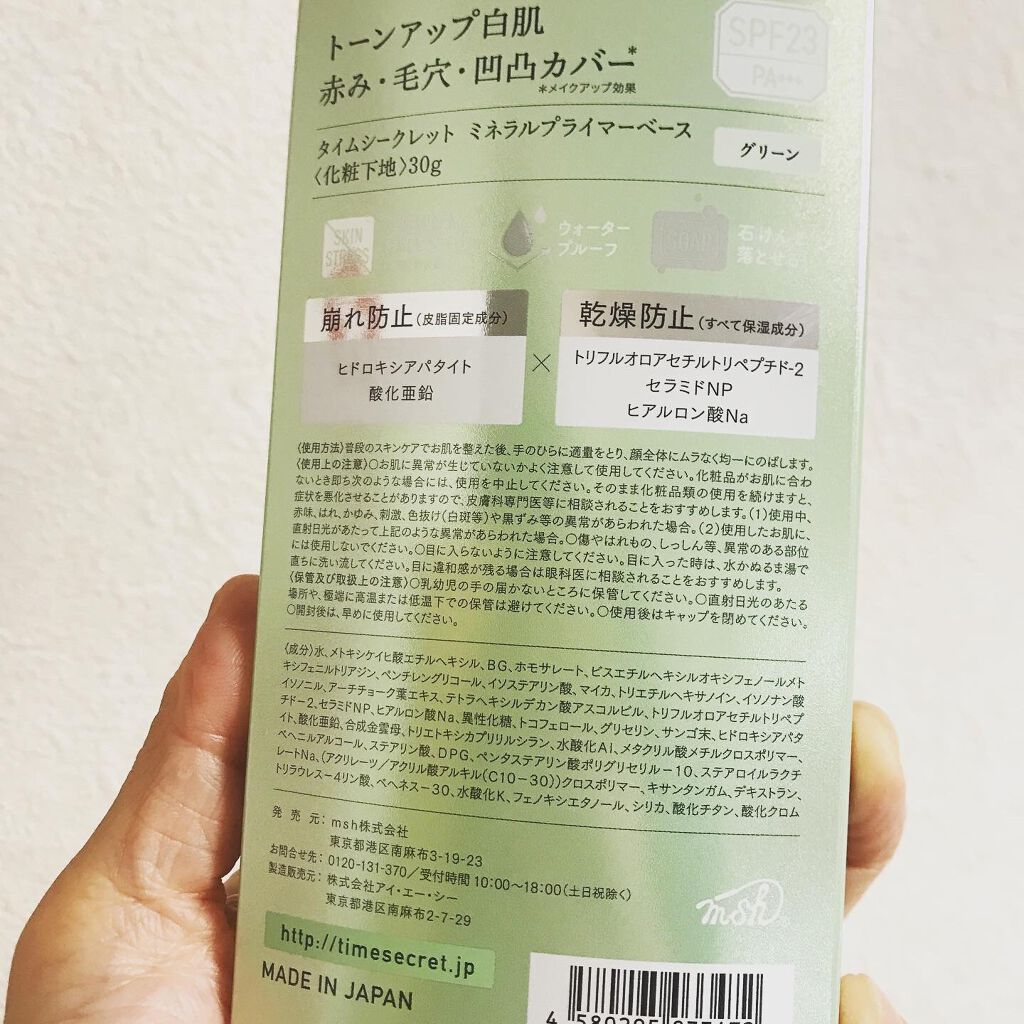 トーンアップ白肌
赤み・毛穴・凹凸カバー*
*メイクアップ効果
SPF23
PA+++
タイムシークレット ミネラルプライマーベース
〈化粧下地〉30g
グリーン
SKIN
STRESS
ウォーター
プルーフ
SOAP
石け
落とせ
崩れ防止(皮脂固定成分)
ヒドロキシアパタイト
酸化亜鉛
×
乾燥防止(すべて保湿成分)
トリフルオロアセチルトリペプチド-2
セラミドNP
ヒアルロン酸Na
〈使用方法〉普段のスキンケアでお肌を整えた後、手のひらに適量をとり、顔全体にムラなく均一にのばします。
〈使用上の注意〉○お肌に異常が生じていないかよく注意して使用してください。化粧品がお肌に合わ
ないとき即ち次のような場合には、使用を中止してください。そのまま化粧品類の使用を続けますと、
症状を悪化させることがありますので、皮膚科専門医等に相談されることをおすすめします。(1)使用中、
赤味、はれ、かゆみ、刺激、色抜け(白斑等)や黒ずみ等の異常があらわれた場合。(2)使用したお肌に、
直射日光があたって上記のような異常があらわれた場合。○傷やはれもの、しっしん等、異常のある部位
には使用しないでください。○目に入らないように注意してください。目に入った時は、水かぬるま湯で
直ちに洗い流してください。目に違和感が残る場合は眼科医に相談されることをおすすめします。
〈保管及び取扱上の注意〉○乳幼児の手の届かないところに保管してください。○直射日光のあたる
場所や、極端に高温または低温下での保管は避けてください。○使用後はキャップを閉めてください。
○開封後は、早めに使用してください。
〈成分〉水、メトキシケイヒ酸エチルヘキシル、BG、ホモサレート、ビスエチルヘキシルオキシフェノールメト
キシフェニルトリアジン、ペンチレングリコール、イソステアリン酸、マイカ、トリエチルヘキサノイン、イソノナン酸
イソノニル、アーチチョーク葉エキス、テトラヘキシルデカン酸アスコルビル、トリフルオロアセチルトリペプ
チド-2、セラミドNP、ヒアルロン酸Na、異性化糖、トコフェロール、グリセリン、サンゴ末、ヒドロキシアパタ
イト、酸化亜鉛、合成金雲母、トリエトキシカプリリルシラン、水酸化Al、メタクリル酸メチルクロスポリマー、
ベヘニルアルコール、ステアリン酸、DPG、ペンタステアリン酸ポリグリセリル-10、ステアロイルラクチ
レートNa、(アクリレーツ/アクリル酸アルキル(C10-30))クロスポリマー、キサンタンガム、デキストラン、
トリラウレス-4リン酸、ベヘネス-30、水酸化K、フェノキシエタノール、シリカ、酸化チタン、酸化クロム
発売元:msh株式会社
東京都港区南麻布3-19-23
お問合せ先:0120-131-370/受付時間10:00〜18:00(土日祝除く)
製造販売元:株式会社アイ・エー・シー
東京都港区南麻布2-7-29
msh
http://timesecret.jp
MADE IN JAPAN